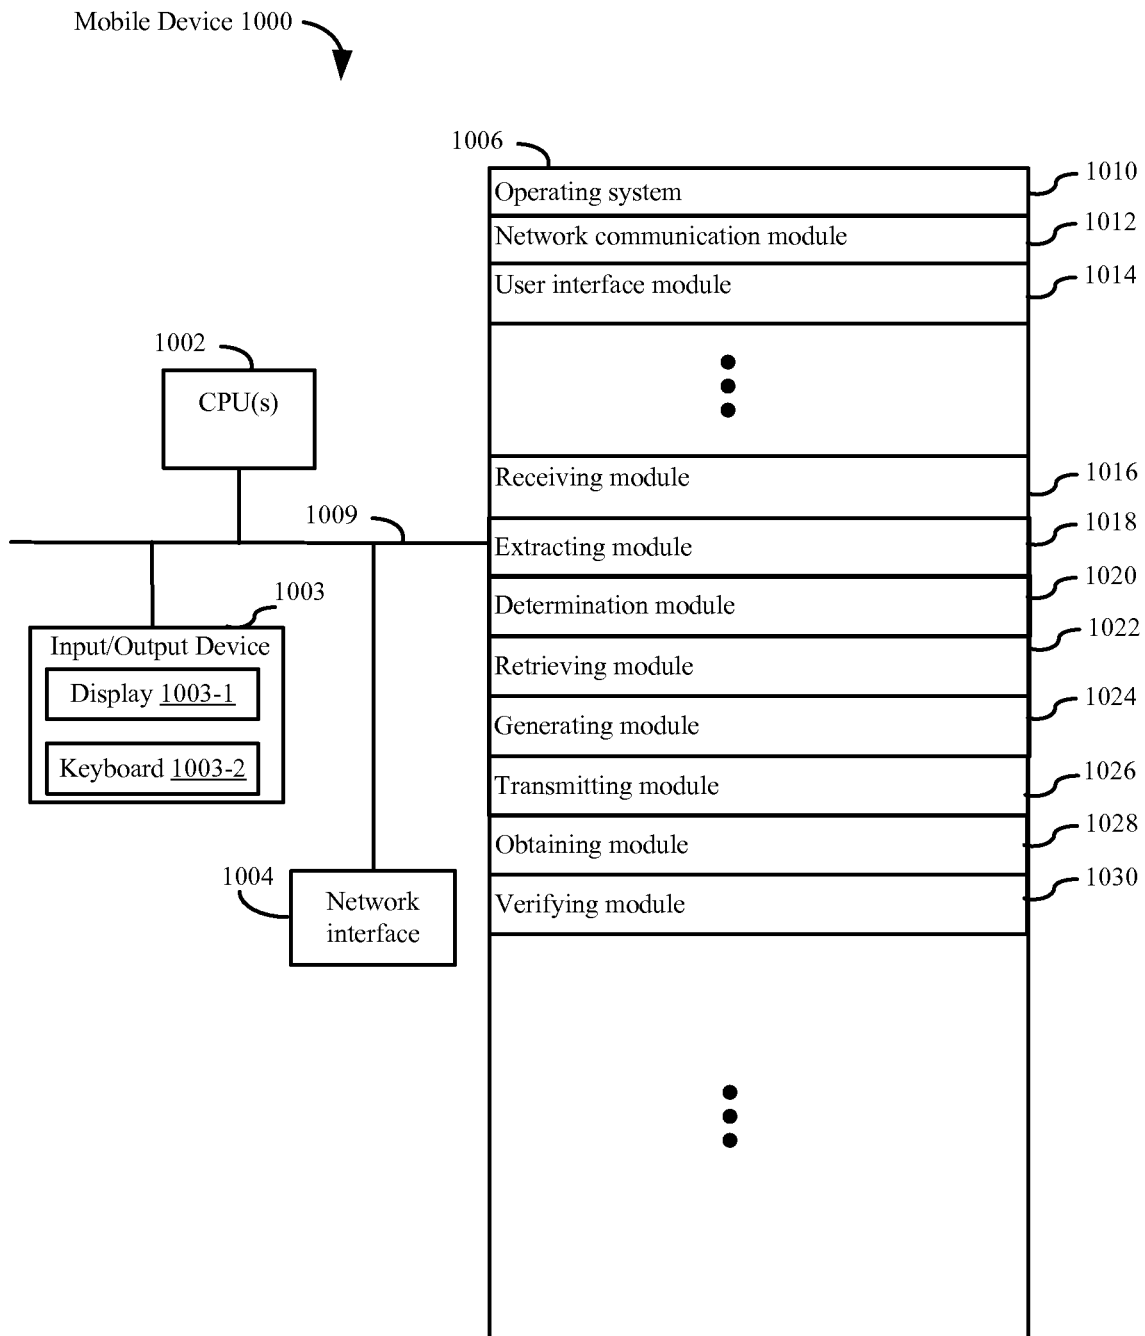 Mobile Device 1000
1006
Operating system
1010
Network communication module
1012
User interface module
1014
1002
CPU(s)
Receiving module
1016
1009
Extracting module
1018
Determination module
1020
1003
Input/Output Device
Display 1003-1
Keyboard 1003-2
Retrieving module
1022
Generating module
1024
Transmitting module
1026
Obtaining module
1028
1004
Network
interface
Verifying module
1030